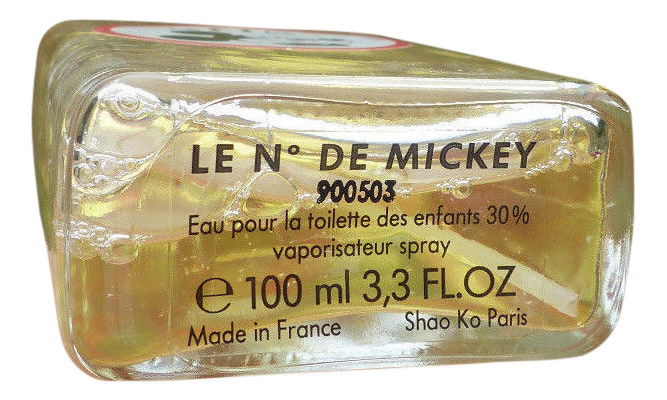 LE N° DE MICKEY
900503
Eau pour la toilette des enfants 30%
vaporisateur spray
℮ 100 ml 3,3 FL.OZ
Made in France Shao Ko Paris